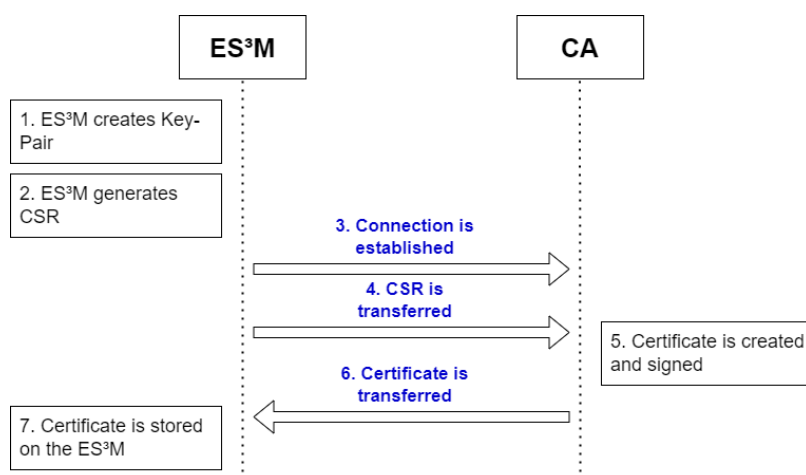 ES³M
CA
1. ES³M creates Key-
Pair
2. ES³M generates
CSR
3. Connection is
established
4. CSR is
transferred
5. Certificate is created
and signed
6. Certificate is
transferred
7. Certificate is stored
on the ES³M